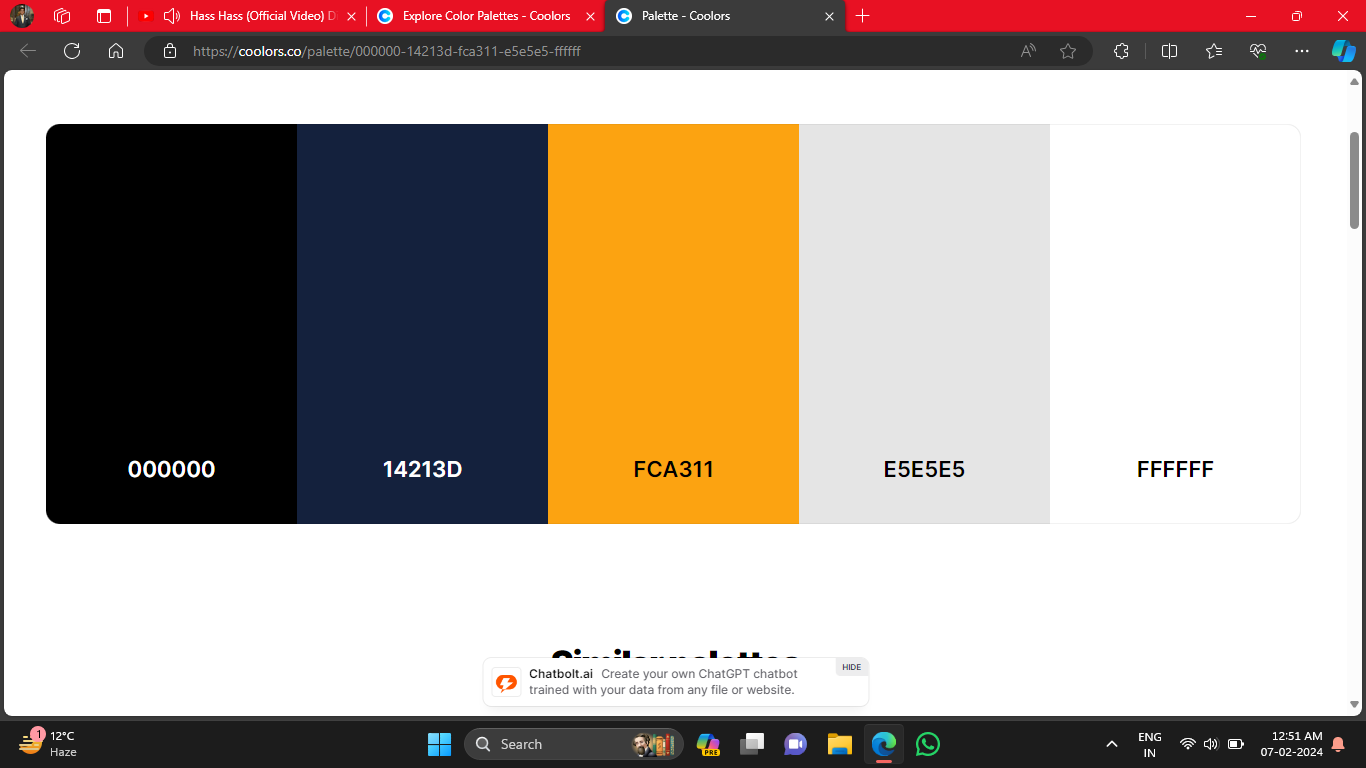 Hass Hass (Official Video) D
Explore Color Palettes - Coolors
Palette - Coolors
https://coolors.co/palette/000000-14213d-fca311-e5e5e5-ffffff
000000
14213D
FCA311
E5E5E5
FFFFFF
Similar palettes
Chatbolt.ai Create your own ChatGPT chatbot
trained with your data from any file or website.
HIDE
1
12°C
Haze
Search
PRE
ENG
IN
12:51 AM
07-02-2024